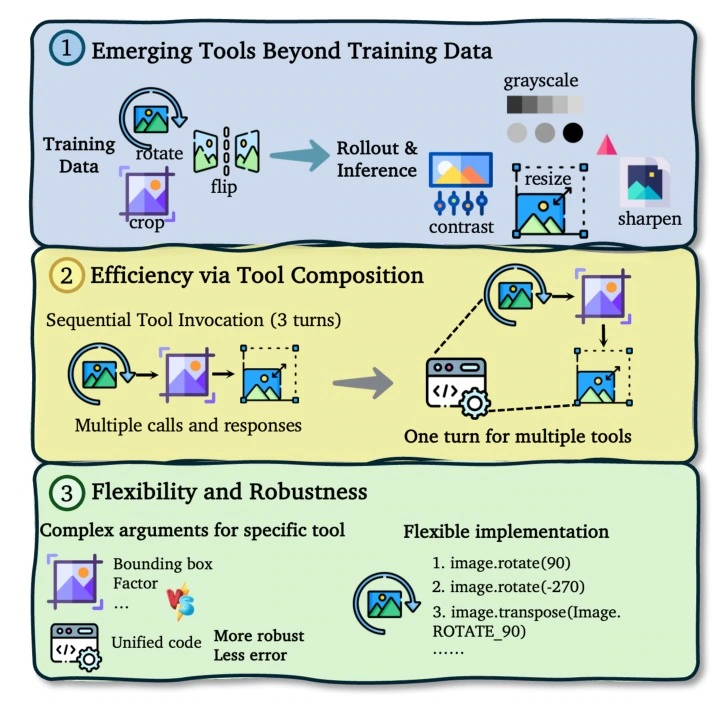 1 Emerging Tools Beyond Training Data
grayscale
Training
Data
rotate
flip
crop
Rollout &
Inference
contrast
resize
sharpen
2 Efficiency via Tool Composition
Sequential Tool Invocation (3 turns)
</>
Multiple calls and responses
One turn for multiple tools
3 Flexibility and Robustness
Complex arguments for specific tool
Bounding box
Factor
...
VS
</>
Unified code
More robust
Less error
Flexible implementation
1. image.rotate(90)
2. image.rotate(-270)
3. image.transpose(Image.
ROTATE_90)
......